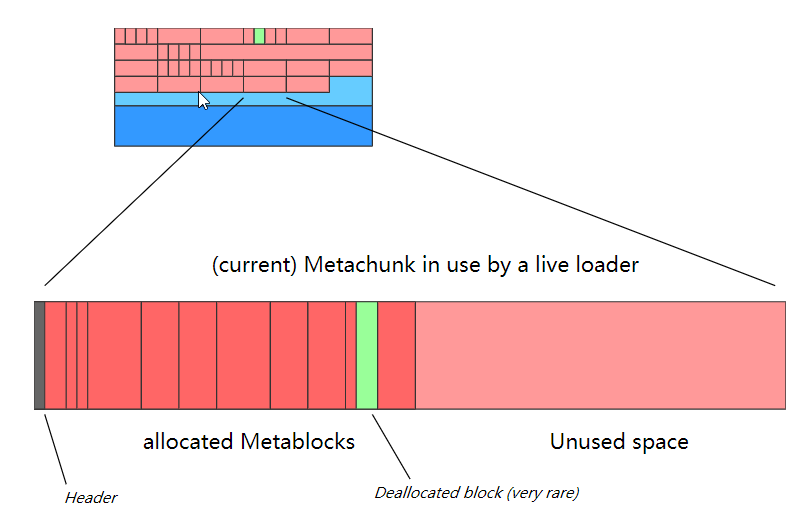 (current) Metachunk in use by a live loader
allocated Metablocks
Unused space
Header
Deallocated block (very rare)